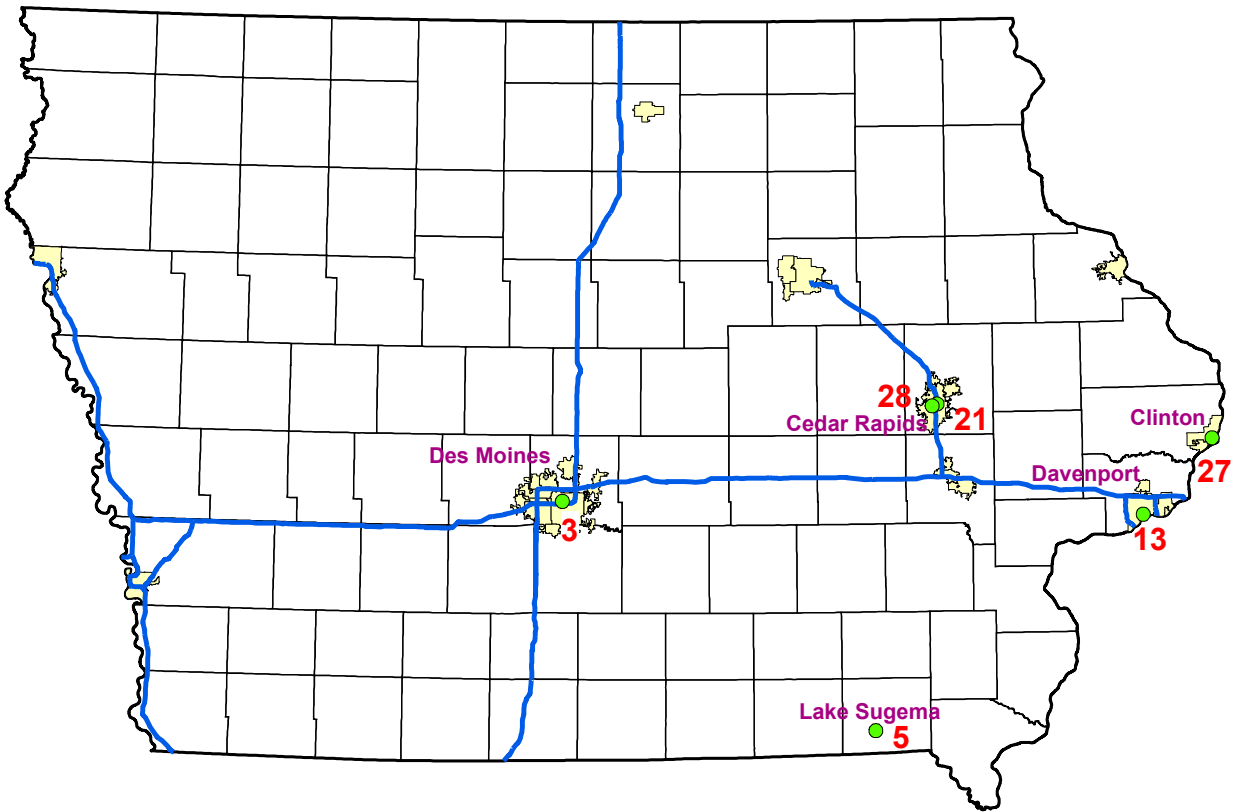 28
Cedar Rapids
21
Clinton
27
Des Moines
3
Davenport
13
Lake Sugema
5